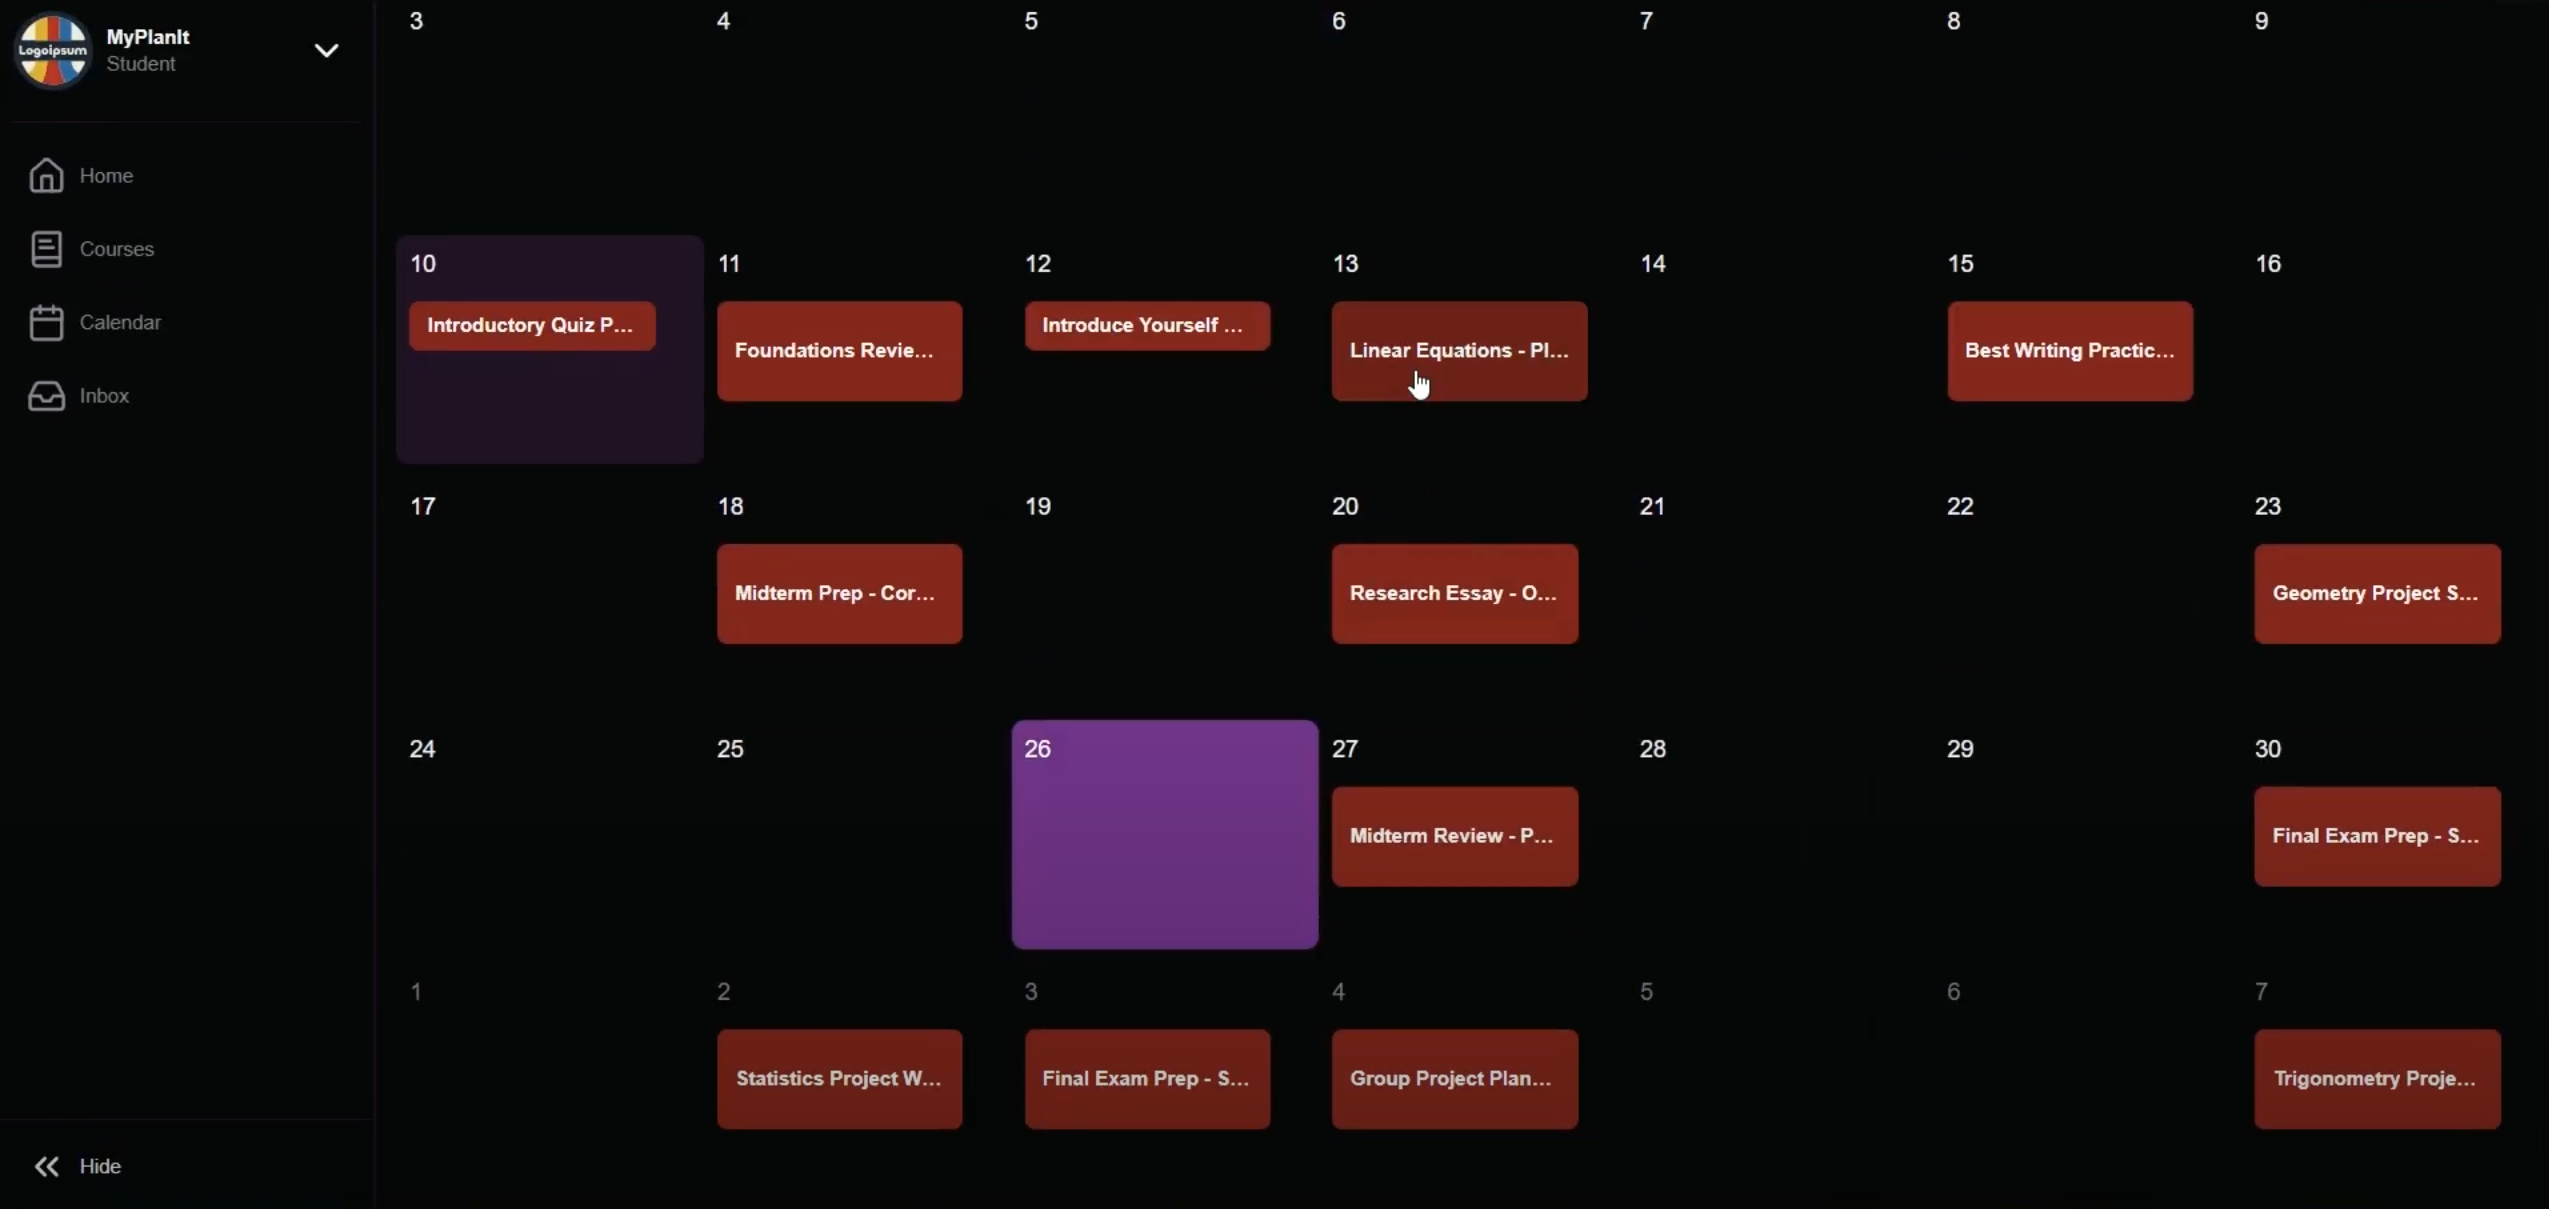 Logoipsum
MyPlanIt
Student
Home
Courses
Calendar
Inbox
Hide
3 4 5 6 7 8 9
10 11 12 13 14 15 16
Introductory Quiz P... Foundations Revie... Introduce Yourself ... Linear Equations - Pl... Best Writing Practic...
17 18 19 20 21 22 23
Midterm Prep - Cor... Research Essay - O... Geometry Project S...
24 25 26 27 28 29 30
Midterm Review - P... Final Exam Prep - S...
1 2 3 4 5 6 7
Statistics Project W... Final Exam Prep - S... Group Project Plan... Trigonometry Proje...